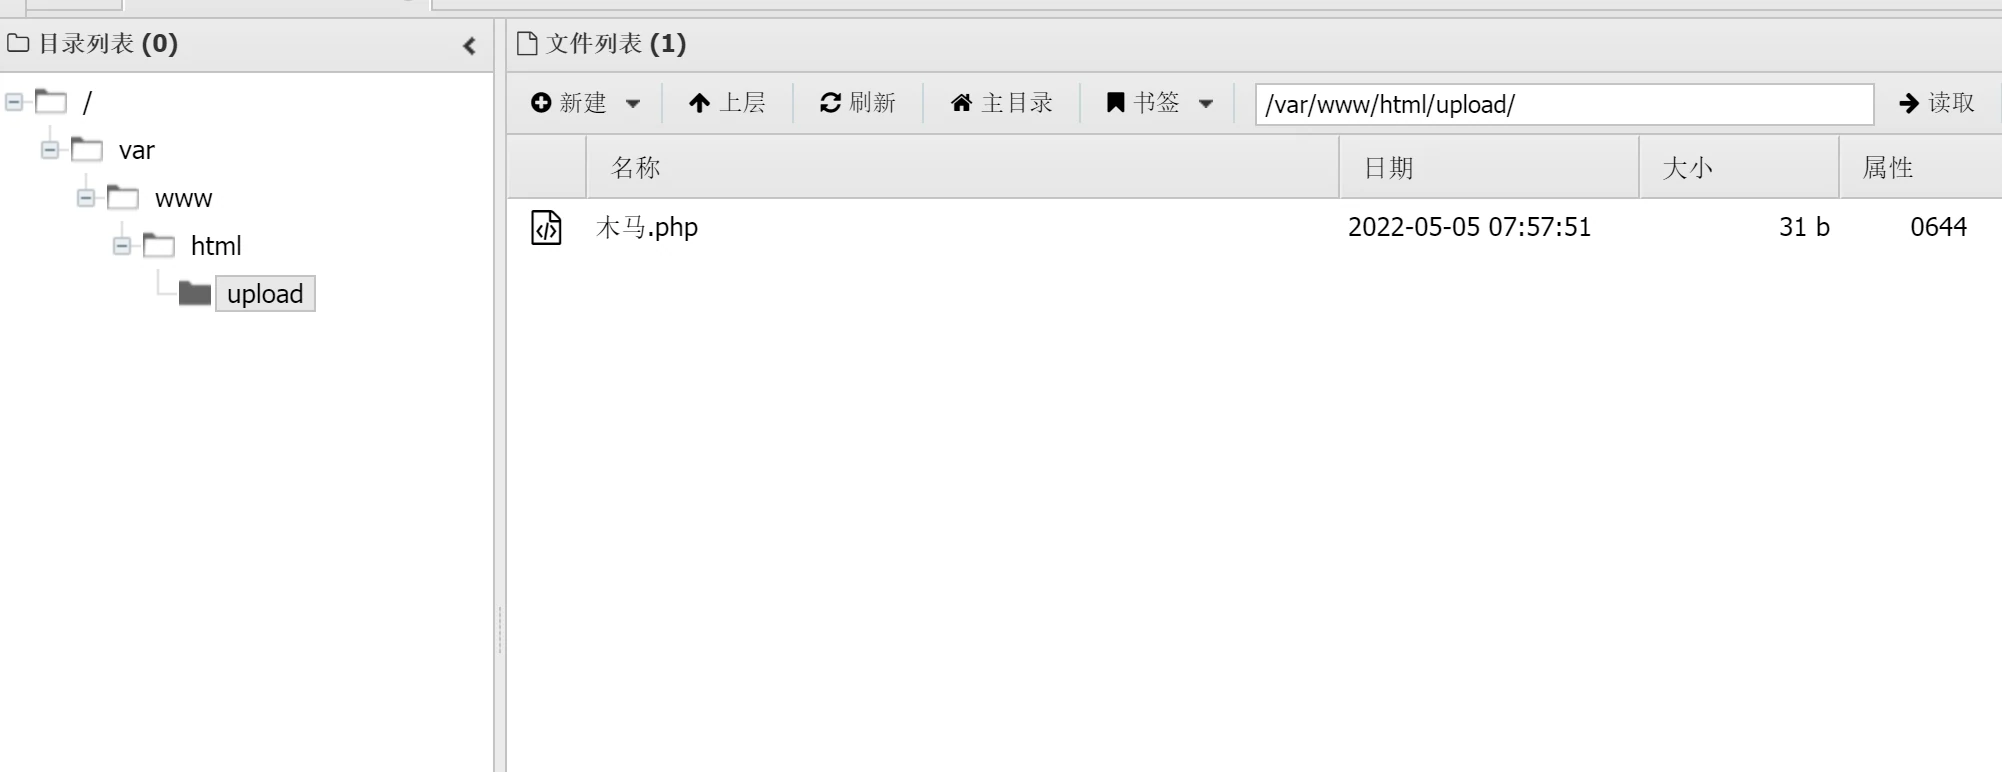 目录列表 (0)
/
var
www
html
upload
文件列表 (1)
新建 上层 刷新 主目录 书签 /var/www/html/upload/ 读取
名称 日期 大小 属性
木马.php 2022-05-05 07:57:51 31 b 0644